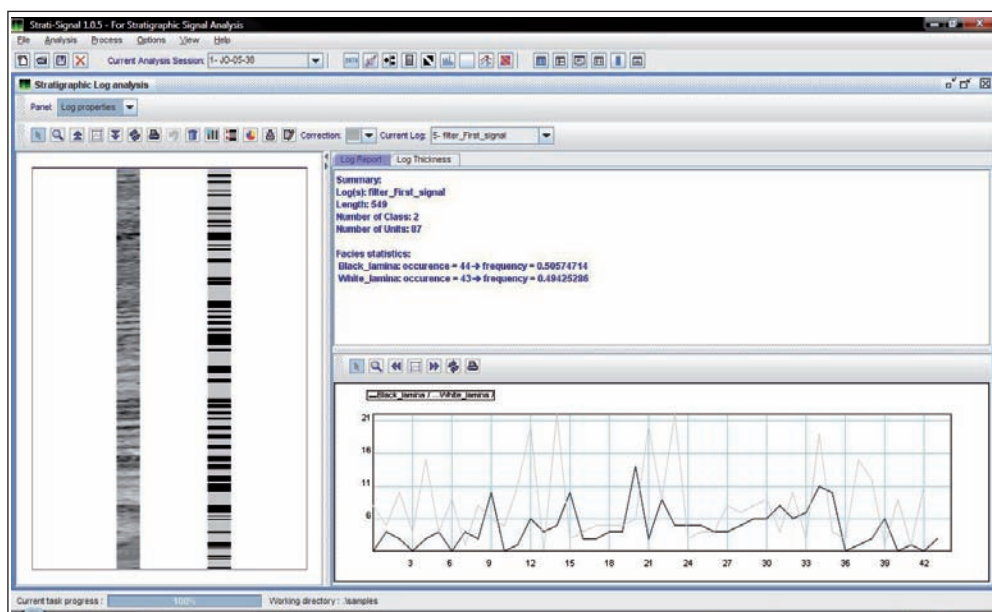 Strati-Signal 1.0.5 - For Stratigraphic Signal Analysis
File Analysis Process Options View Help
Current Analysis Session: 1- JO-05-38
Stratigraphic Log analysis
Panel: Log properties
Correction: Current Log: 5- filter_First_signal
Log Report Log Thickness
Summary:
Log(s): filter_First_signal
Length: 549
Number of Class: 2
Number of Units: 87
Facies statistics:
Black_lamina: occurence = 44-> frequency = 0.50574714
White_lamina: occurence = 43-> frequency = 0.49425286
Black_lamina / ...White_lamina /
21
16
11
6
3 6 9 12 15 18 21 24 27 30 33 36 39 42
Current task progress : 100% Working directory : .\samples